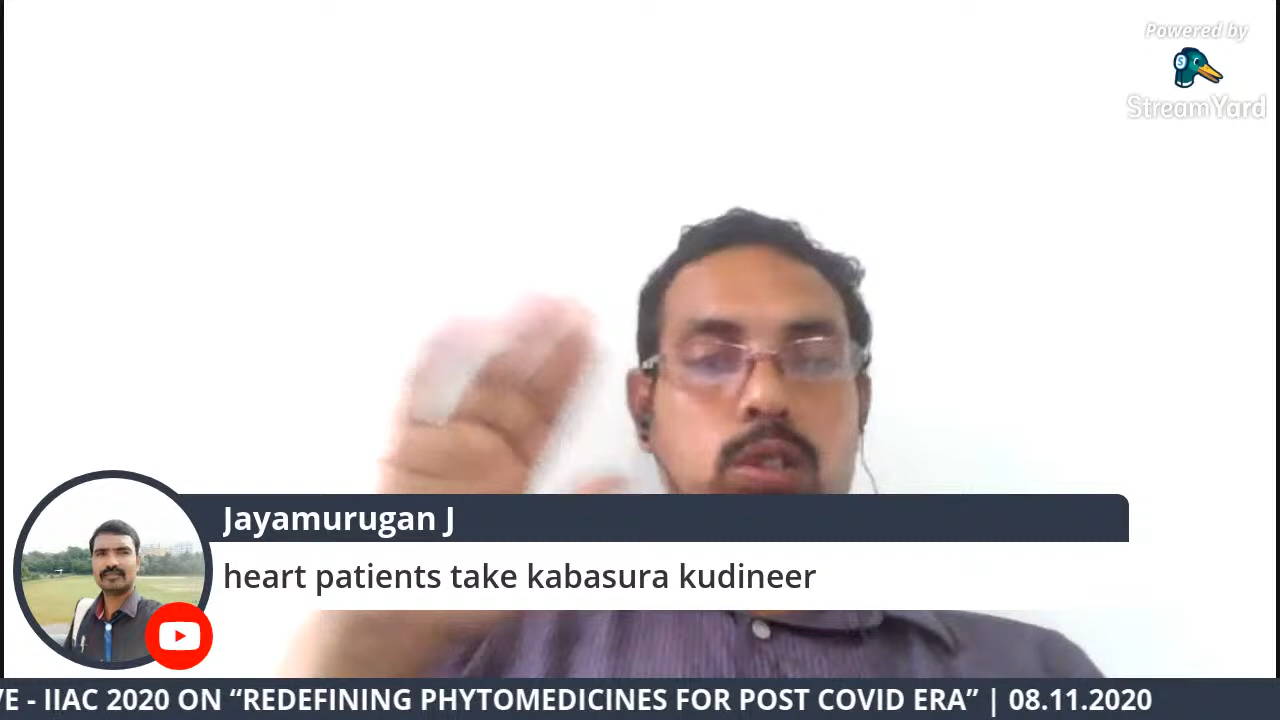 Powered by
StreamYard
Jayamurugan J
heart patients take kabasura kudineer
VE - IIAC 2020 ON “REDEFINING PHYTOMEDICINES FOR POST COVID ERA” | 08.11.2020